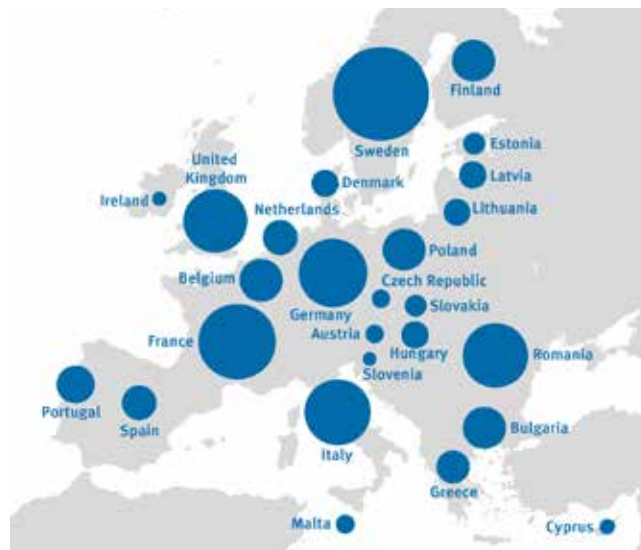 Finland
Sweden
Estonia
United
Kingdom
Latvia
Denmark
Ireland
Netherlands
Lithuania
Poland
Belgium
Czech Republic
Germany
Slovakia
France
Austria
Hungary
Romania
Slovenia
Portugal
Spain
Bulgaria
Italy
Greece
Malta
Cyprus